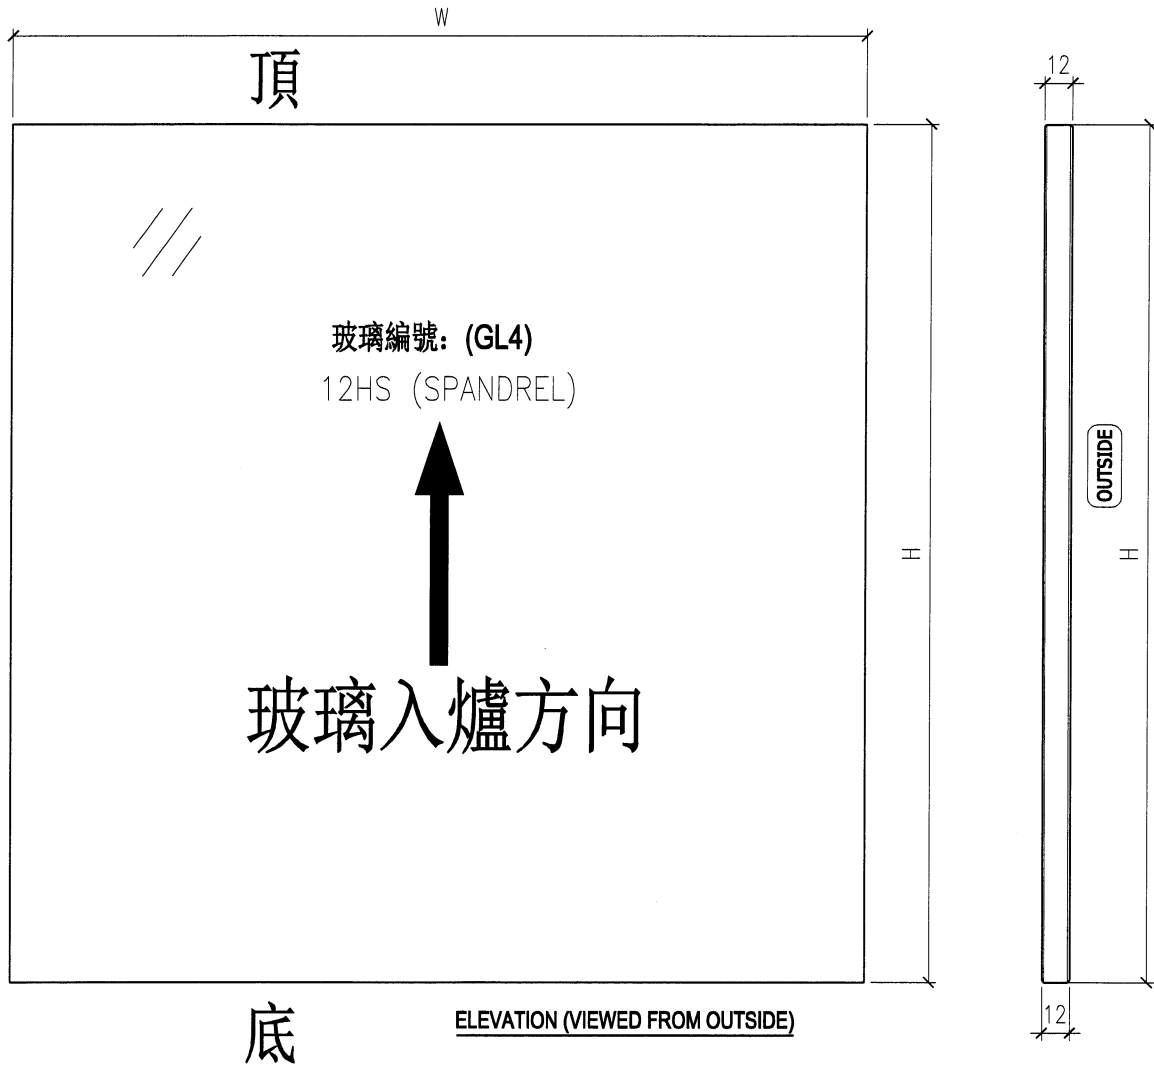 W
頂
12
玻璃編號：(GL4)
12HS (SPANDREL)
OUTSIDE
H
H
玻璃入爐方向
底
ELEVATION (VIEWED FROM OUTSIDE)
12